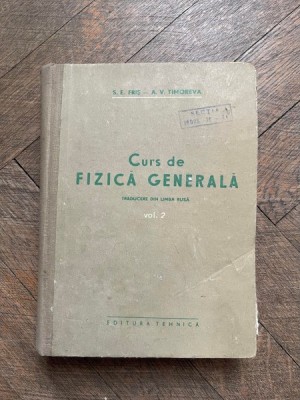 S. E. FRIȘ — A. V. TIMOREVA
Curs de
FIZICĂ GENERALĂ
TRADUCERE DIN LIMBA RUSĂ
vol. 2
EDITURA TEHNICĂ